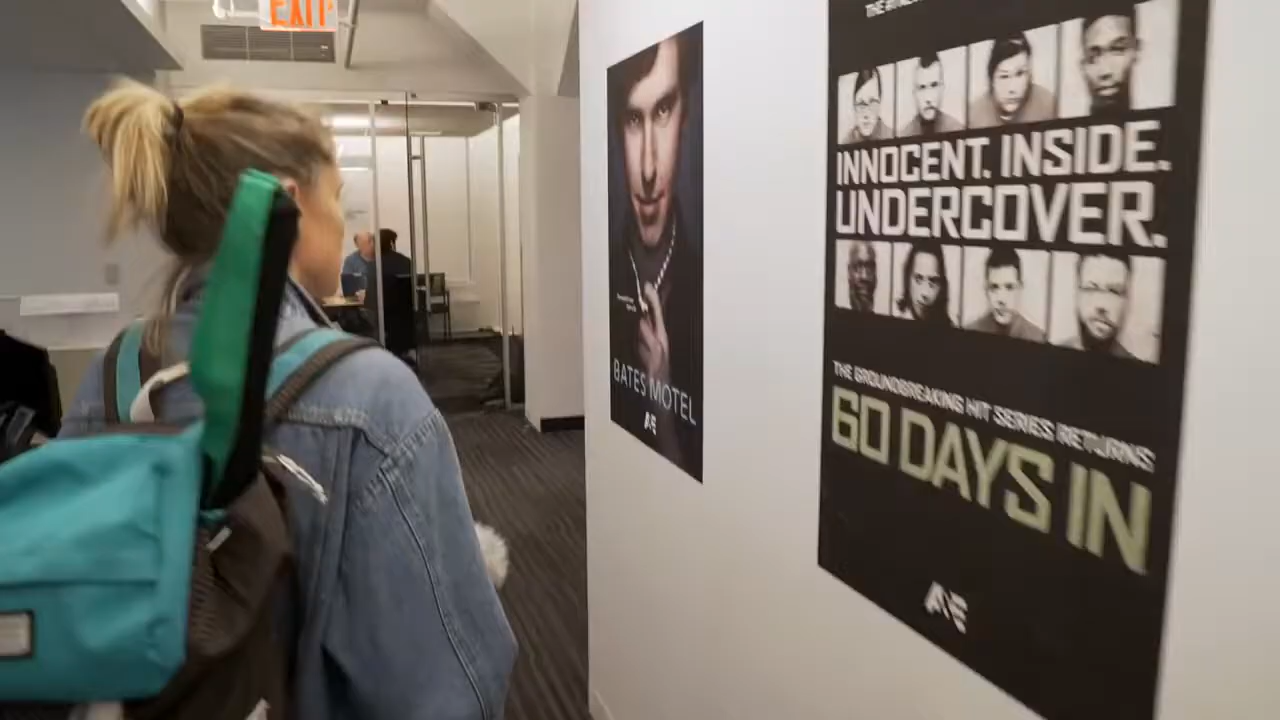 EXIT
BATES MOTEL
A&E
INNOCENT. INSIDE.
UNDERCOVER.
THE GROUNDBREAKING HIT SERIES RETURNS
60 DAYS IN
A&E